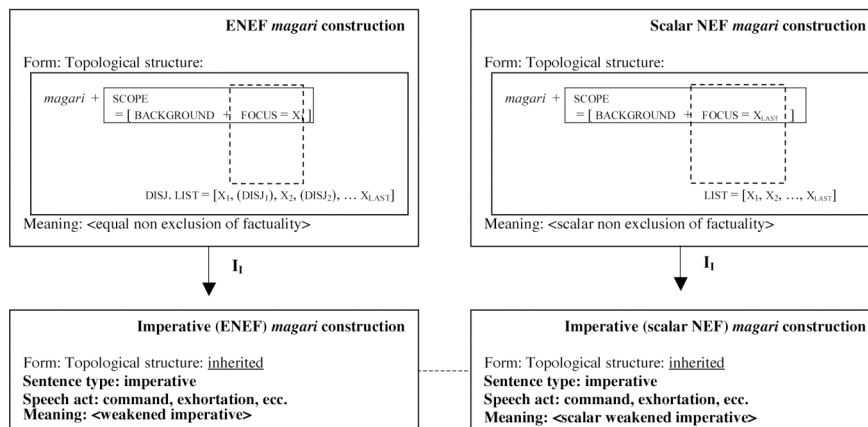 ENEF magari construction
Form: Topological structure:
magari +
SCOPE
= [ BACKGROUND + FOCUS = X ]
DISJ. LIST = [X1, (DISJ1), X2, (DISJ2), … XLAST]
Meaning: <equal non exclusion of factuality>
Scalar NEF magari construction
Form: Topological structure:
magari +
SCOPE
= [ BACKGROUND + FOCUS = XLAST ]
LIST = [X1, X2, …, XLAST]
Meaning: <scalar non exclusion of factuality>
II
II
Imperative (ENEF) magari construction
Form: Topological structure: inherited
Sentence type: imperative
Speech act: command, exhortation, ecc.
Meaning: <weakened imperative>
Imperative (scalar NEF) magari construction
Form: Topological structure: inherited
Sentence type: imperative
Speech act: command, exhortation, ecc.
Meaning: <scalar weakened imperative>